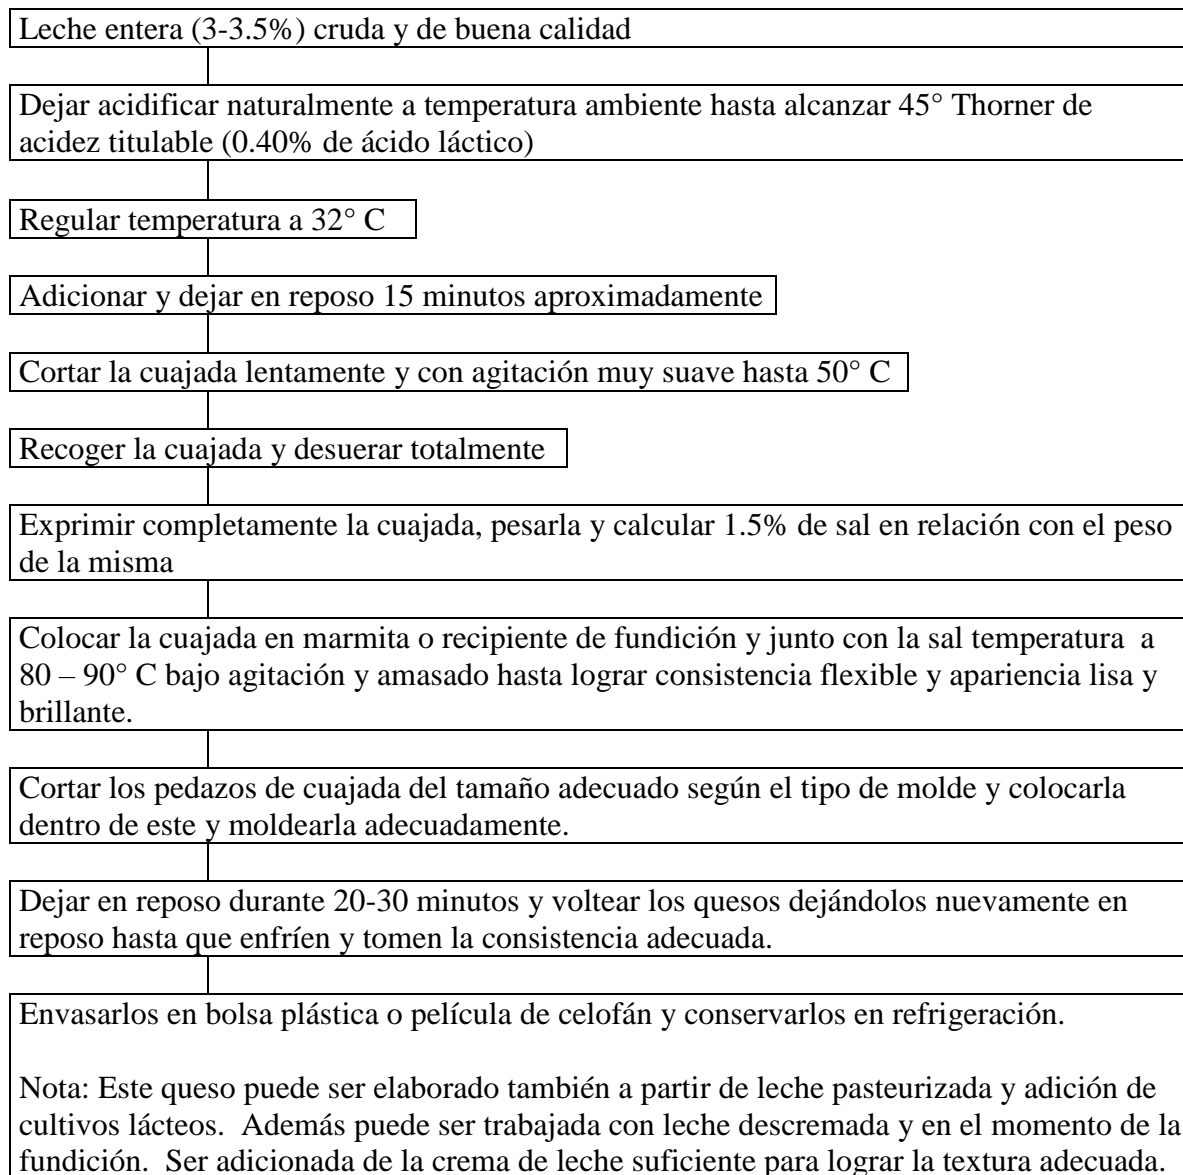 Leche entera (3-3.5%) cruda y de buena calidad
Dejar acidificar naturalmente a temperatura ambiente hasta alcanzar 45° Thorner de
acidez titulable (0.40% de ácido láctico)
Regular temperatura a 32° C
Adicionar y dejar en reposo 15 minutos aproximadamente
Cortar la cuajada lentamente y con agitación muy suave hasta 50° C
Recoger la cuajada y desuerar totalmente
Exprimir completamente la cuajada, pesarla y calcular 1.5% de sal en relación con el peso
de la misma
Colocar la cuajada en marmita o recipiente de fundición y junto con la sal temperatura a
80 – 90° C bajo agitación y amasado hasta lograr consistencia flexible y apariencia lisa y
brillante.
Cortar los pedazos de cuajada del tamaño adecuado según el tipo de molde y colocarla
dentro de este y moldearla adecuadamente.
Dejar en reposo durante 20-30 minutos y voltear los quesos dejándolos nuevamente en
reposo hasta que enfríen y tomen la consistencia adecuada.
Envasarlos en bolsa plástica o película de celofán y conservarlos en refrigeración.
Nota: Este queso puede ser elaborado también a partir de leche pasteurizada y adición de
cultivos lácteos. Además puede ser trabajada con leche descremada y en el momento de la
fundición. Ser adicionada de la crema de leche suficiente para lograr la textura adecuada.